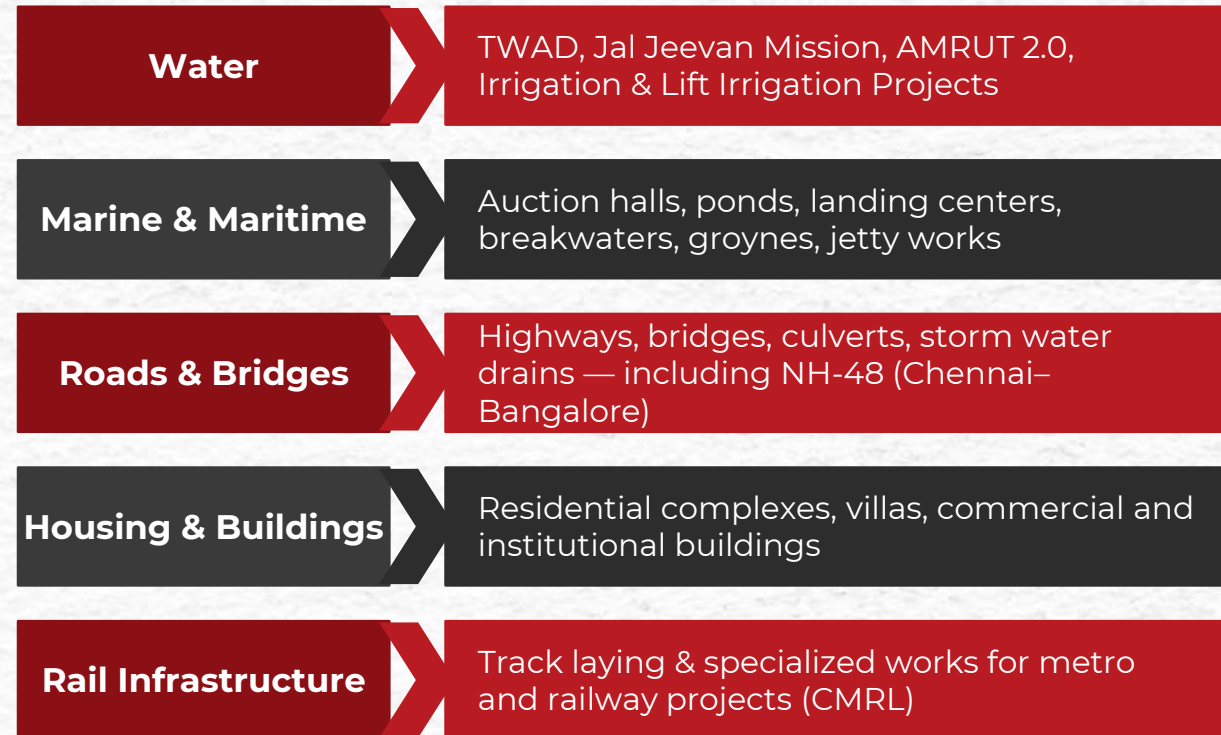 Water
TWAD, Jal Jeevan Mission, AMRUT 2.0,
Irrigation & Lift Irrigation Projects
Marine & Maritime
Auction halls, ponds, landing centers,
breakwaters, groynes, jetty works
Roads & Bridges
Highways, bridges, culverts, storm water
drains — including NH-48 (Chennai–
Bangalore)
Housing & Buildings
Residential complexes, villas, commercial and
institutional buildings
Rail Infrastructure
Track laying & specialized works for metro
and railway projects (CMRL)